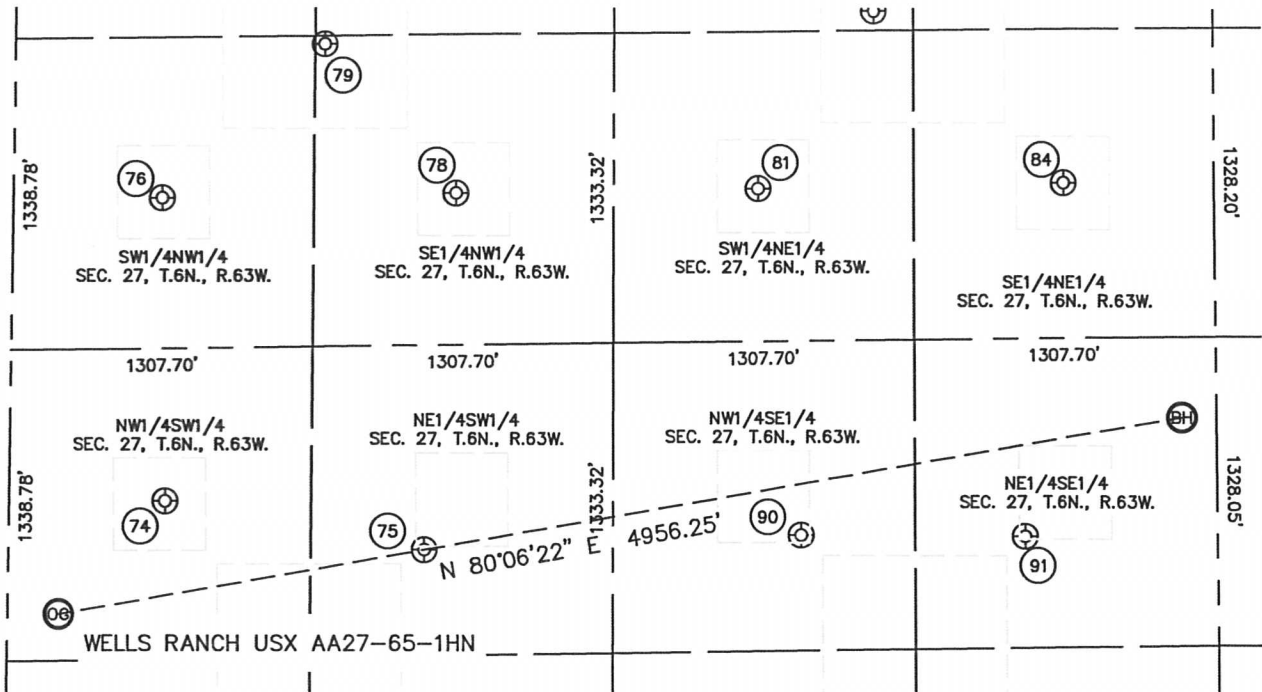 79
76
78
81
84
1338.78'
1333.32'
1328.20'
SW1/4NW1/4
SEC. 27, T.6N., R.63W.
SE1/4NW1/4
SEC. 27, T.6N., R.63W.
SW1/4NE1/4
SEC. 27, T.6N., R.63W.
SE1/4NE1/4
SEC. 27, T.6N., R.63W.
1307.70'
1307.70'
1307.70'
1307.70'
NW1/4SW1/4
SEC. 27, T.6N., R.63W.
NE1/4SW1/4
SEC. 27, T.6N., R.63W.
NW1/4SE1/4
SEC. 27, T.6N., R.63W.
BH
NE1/4SE1/4
SEC. 27, T.6N., R.63W.
1338.78'
1333.32'
1328.05'
74
75
90
91
N 80°06'22" E 4956.25'
WELLS RANCH USX AA27-65-1HN